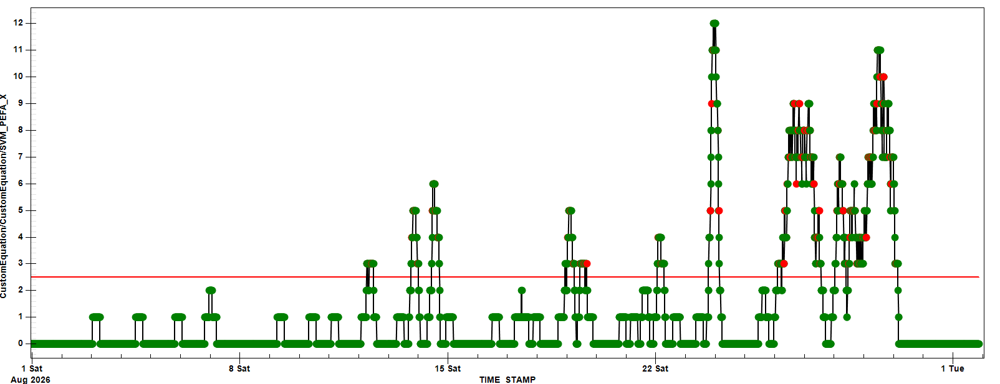 12
11
10
9
8
7
6
5
4
3
2
1
0
CustomEquation/CustomEquation/SVM_PEFA_X
1 Sat
8 Sat
15 Sat
22 Sat
1 Tue
Aug 2026
TIME STAMP